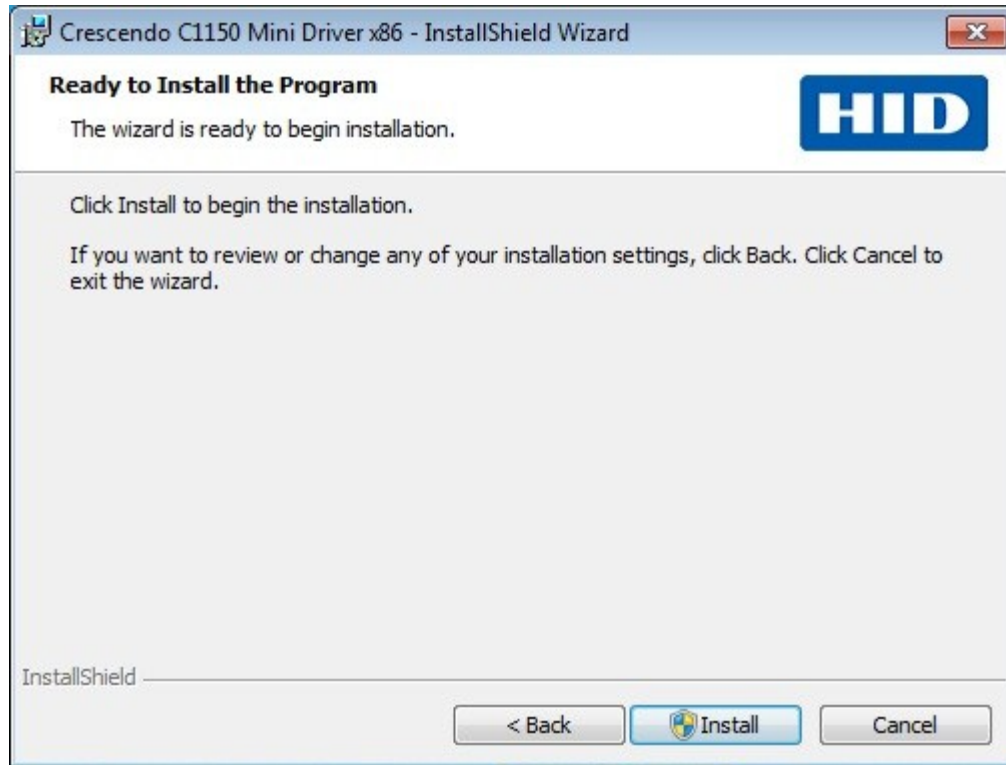 Crescendo C1150 Mini Driver x86 - InstallShield Wizard
Ready to Install the Program
The wizard is ready to begin installation.
HID
Click Install to begin the installation.
If you want to review or change any of your installation settings, click Back. Click Cancel to
exit the wizard.
InstallShield
< Back
Install
Cancel